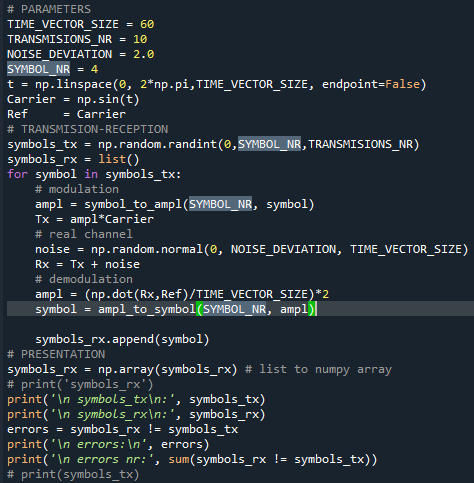 # PARAMETERS
TIME_VECTOR_SIZE = 60
TRANSMISIONS_NR = 10
NOISE_DEVIATION = 2.0
SYMBOL_NR = 4
t = np.linspace(0, 2*np.pi,TIME_VECTOR_SIZE, endpoint=False)
Carrier = np.sin(t)
Ref     = Carrier
# TRANSMISION-RECEPTION
symbols_tx = np.random.randint(0,SYMBOL_NR,TRANSMISIONS_NR)
symbols_rx = list()
for symbol in symbols_tx:
    # modulation
    ampl = symbol_to_ampl(SYMBOL_NR, symbol)
    Tx = ampl*Carrier
    # real channel
    noise = np.random.normal(0, NOISE_DEVIATION, TIME_VECTOR_SIZE)
    Rx = Tx + noise
    # demodulation
    ampl = (np.dot(Rx,Ref)/TIME_VECTOR_SIZE)*2
    symbol = ampl_to_symbol(SYMBOL_NR, ampl)
    symbols_rx.append(symbol)
# PRESENTATION
symbols_rx = np.array(symbols_rx) # list to numpy array
# print('symbols_rx')
print('\n symbols_tx\n:', symbols_tx)
print('\n symbols_rx\n:', symbols_rx)
errors = symbols_rx != symbols_tx
print('\n errors:\n', errors)
print('\n errors nr:', sum(symbols_rx != symbols_tx))
# print(symbols_tx)